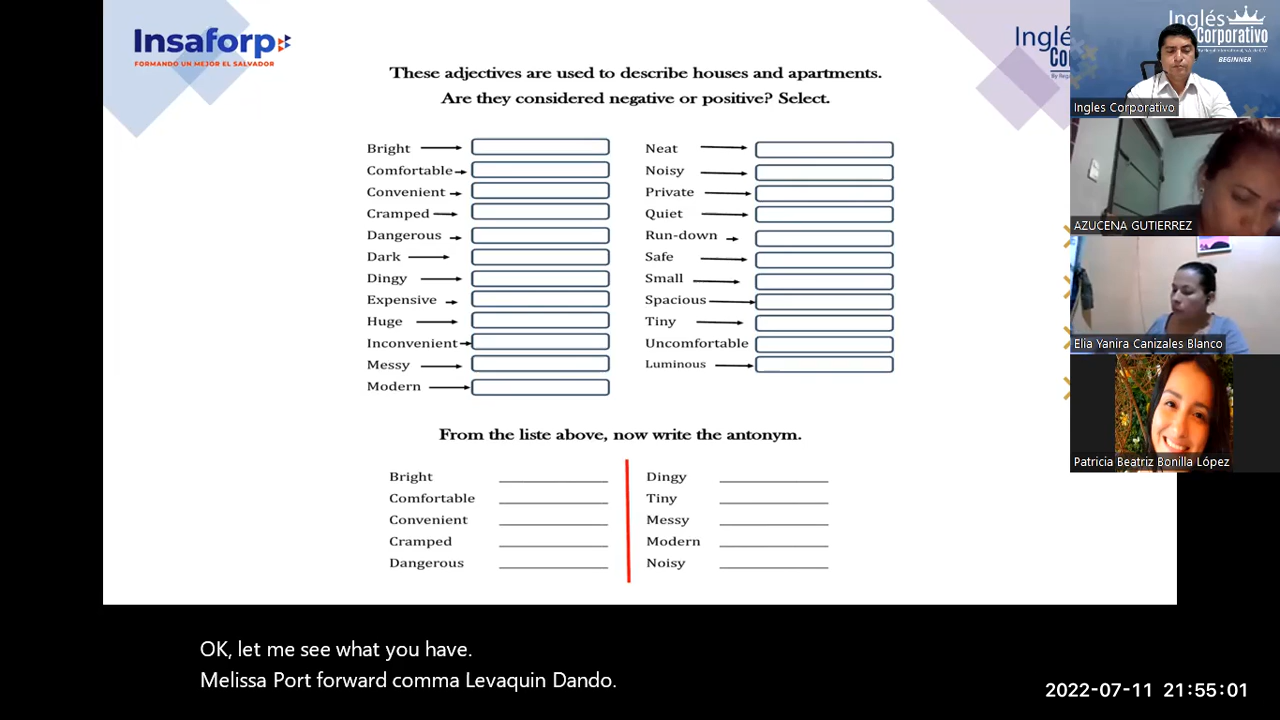 Insaforp
FORMANDO UN MEJOR EL SALVADOR
Inglés
These adjectives are used to describe houses and apartments.
Are they considered negative or positive? Select.
Bright
Comfortable
Convenient
Cramped
Dangerous
Dark
Dingy
Expensive
Huge
Inconvenient
Messy
Modern
Neat
Noisy
Private
Quiet
Run-down
Safe
Small
Spacious
Tiny
Uncomfortable
Luminous
From the liste above, now write the antonym.
Bright
Comfortable
Convenient
Cramped
Dangerous
Dingy
Tiny
Messy
Modern
Noisy
Inglés
Corporativo
BEGINNER
Ingles Corporativo
AZUCENA GUTIERREZ
Elia Yanira Canizales Blanco
Patricia Beatriz Bonilla López
OK, let me see what you have.
Melissa Port forward comma Levaquin Dando.
2022-07-11 21:55:01